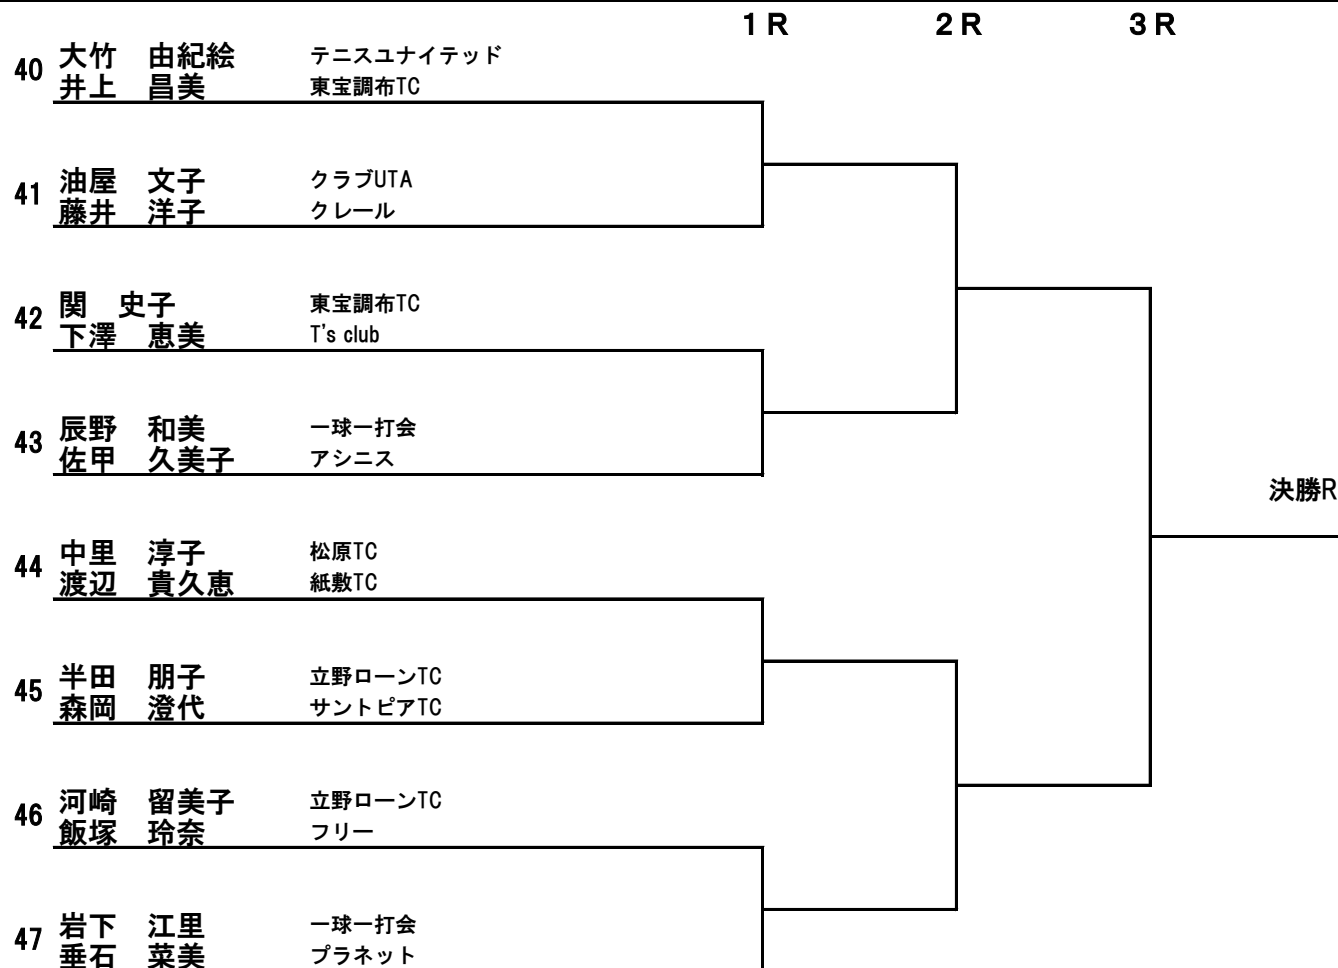 1R 2R 3R
40 大竹　由紀絵 テニスユナイテッド
井上　昌美 東宝調布TC
41 油屋　文子 クラブUTA
藤井　洋子 クレール
42 関　史子 東宝調布TC
下澤　恵美 T's club
43 辰野　和美 一球一打会
佐甲　久美子 アシニス
決勝R
44 中里　淳子 松原TC
渡辺　貴久恵 紙敷TC
45 半田　朋子 立野ローンTC
森岡　澄代 サントピアTC
46 河崎　留美子 立野ローンTC
飯塚　玲奈 フリー
47 岩下　江里 一球一打会
垂石　菜美 プラネット